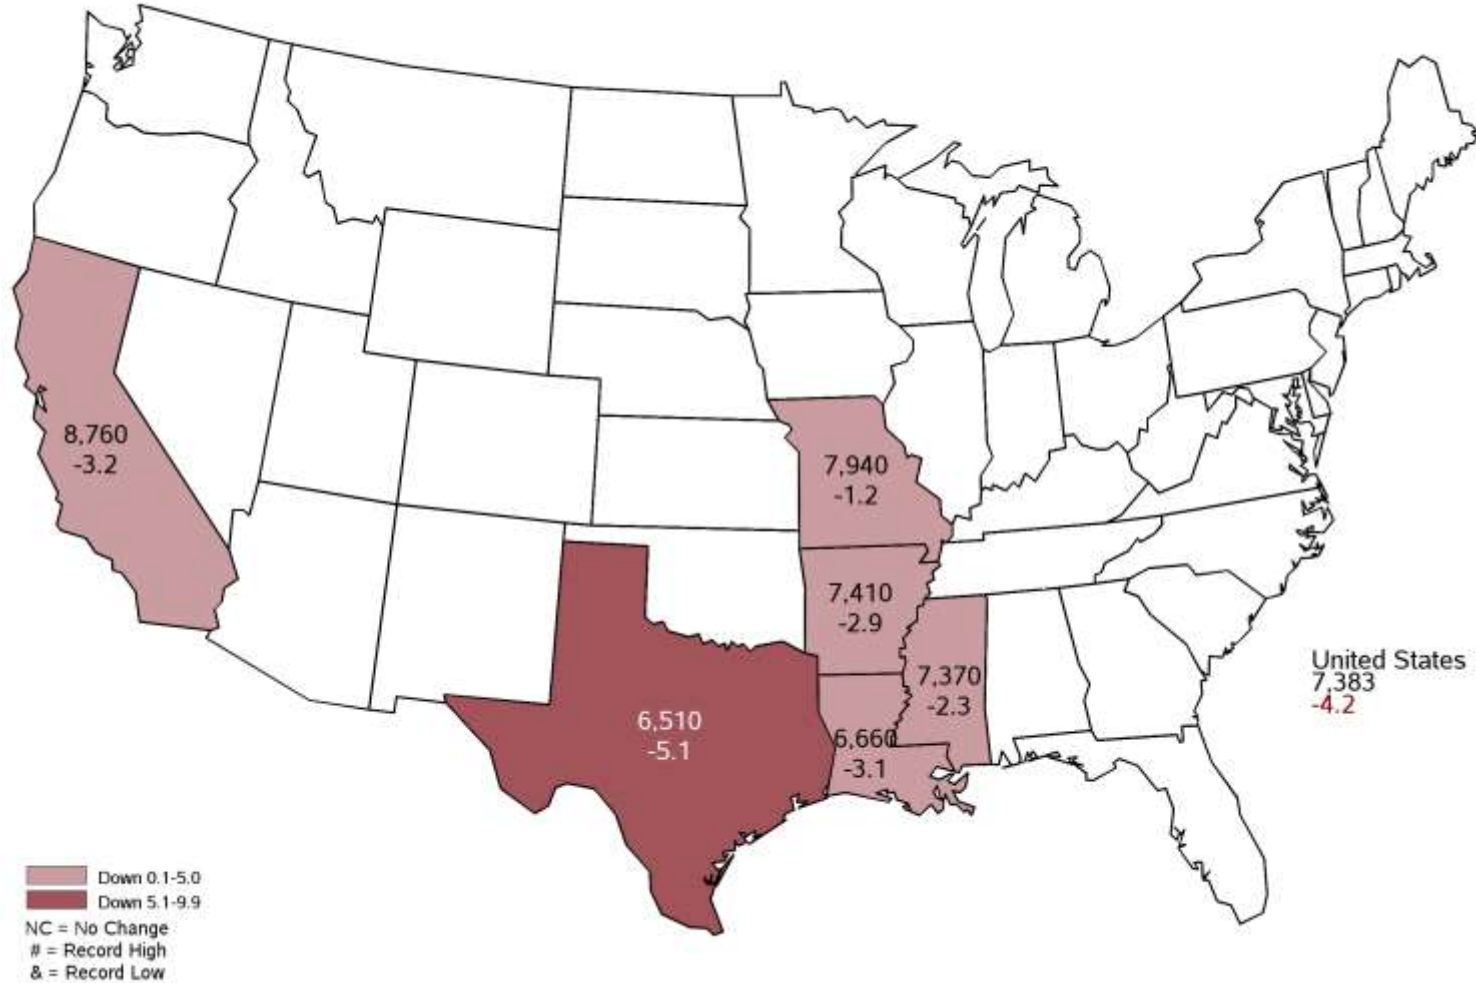 8,760
-3.2
7,940
-1.2
7,410
-2.9
7,370
-2.3
6,510
-5.1
6,660
-3.1
United States
7,383
-4.2
Down 0.1-5.0
Down 5.1-9.9
NC = No Change
# = Record High
& = Record Low